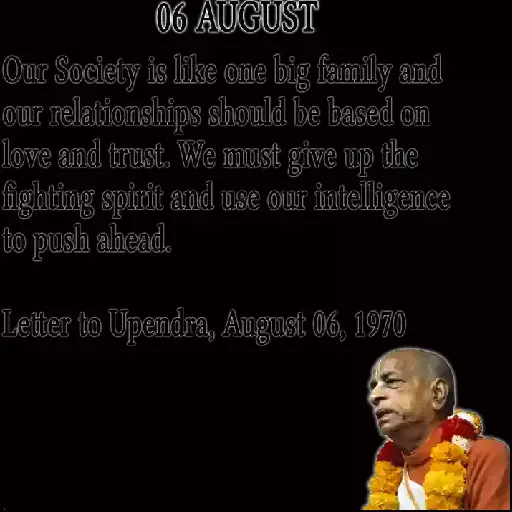 06 AUGUST
Our Society is like one big family and
our relationships should be based on
love and trust. We must give up the
fighting spirit and use our intelligence
to push ahead.
Letter to Upendra, August 06, 1970